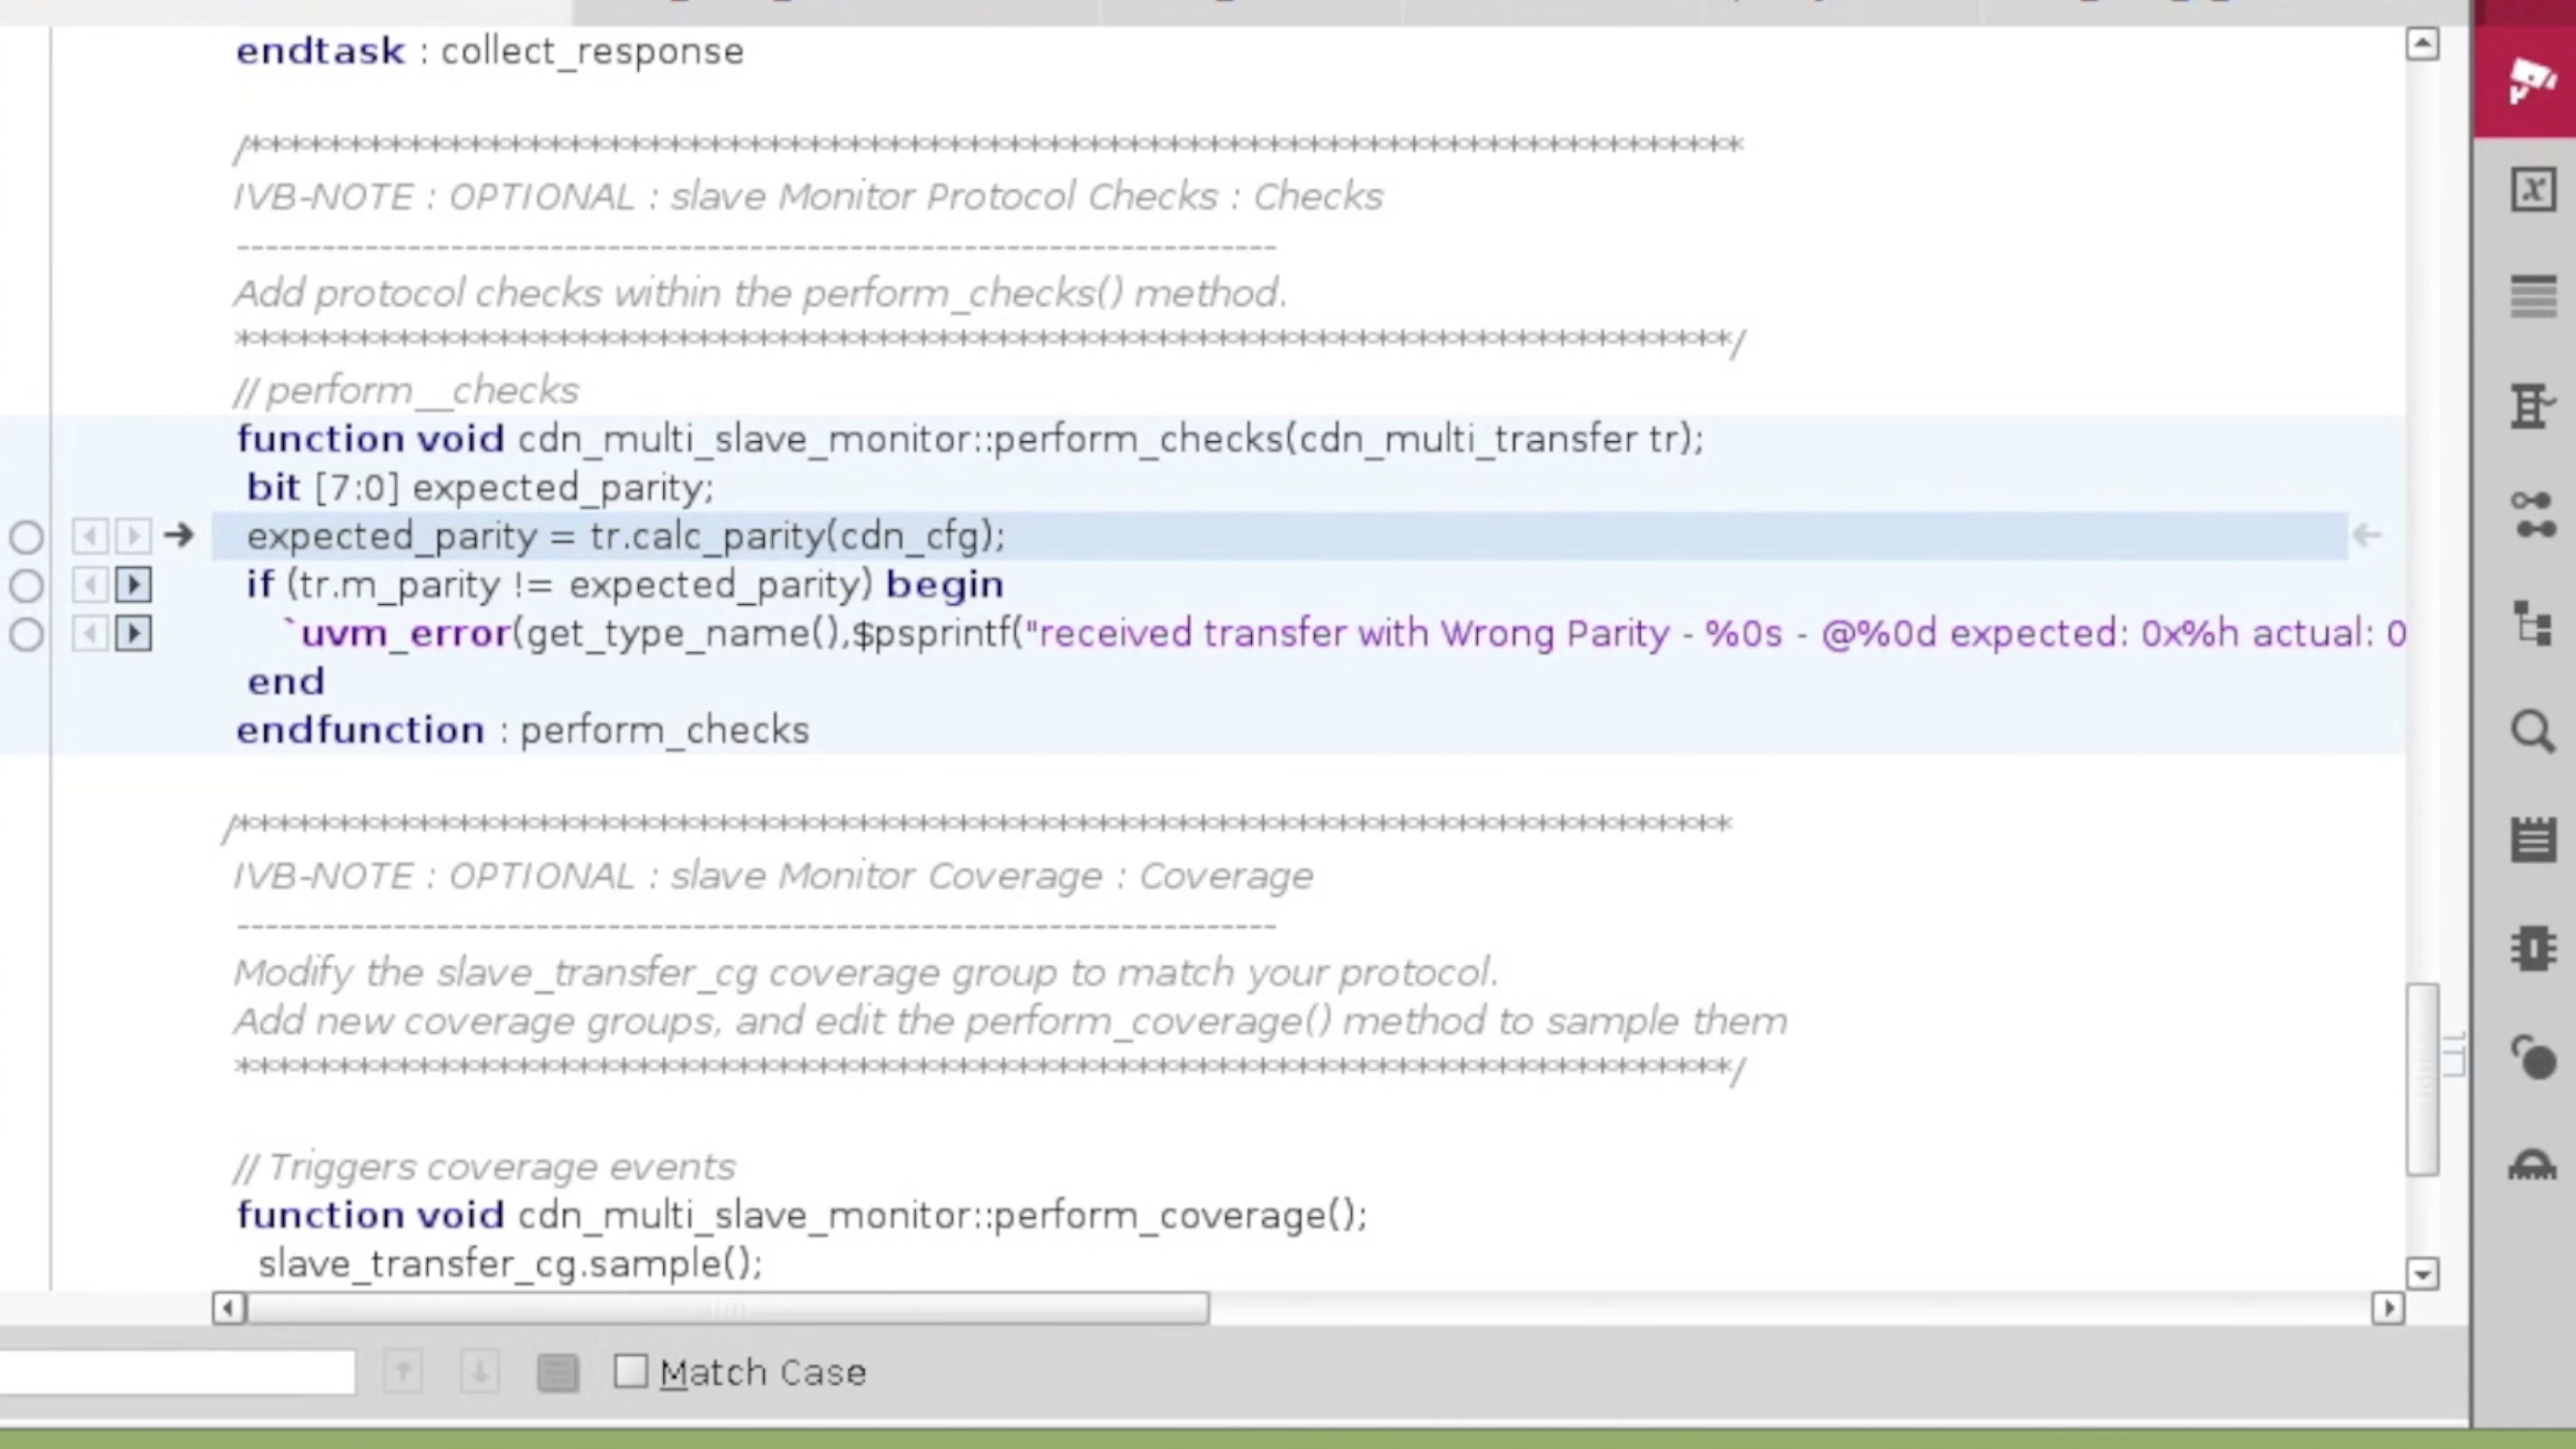 endtask : collect_response
/**************************************************************************
IVB-NOTE : OPTIONAL : slave Monitor Protocol Checks : Checks
--------------------------------------------------------------------------
Add protocol checks within the perform_checks() method.
**************************************************************************/
// perform__checks
function void cdn_multi_slave_monitor::perform_checks(cdn_multi_transfer tr);
bit [7:0] expected_parity;
expected_parity = tr.calc_parity(cdn_cfg);
if (tr.m_parity != expected_parity) begin
`uvm_error(get_type_name(),$psprintf("received transfer with Wrong Parity - %0s - @%0d expected: 0x%h actual: 0
end
endfunction : perform_checks
/**************************************************************************
IVB-NOTE : OPTIONAL : slave Monitor Coverage : Coverage
--------------------------------------------------------------------------
Modify the slave_transfer_cg coverage group to match your protocol.
Add new coverage groups, and edit the perform_coverage() method to sample them
**************************************************************************/
// Triggers coverage events
function void cdn_multi_slave_monitor::perform_coverage();
slave_transfer_cg.sample();
Match Case